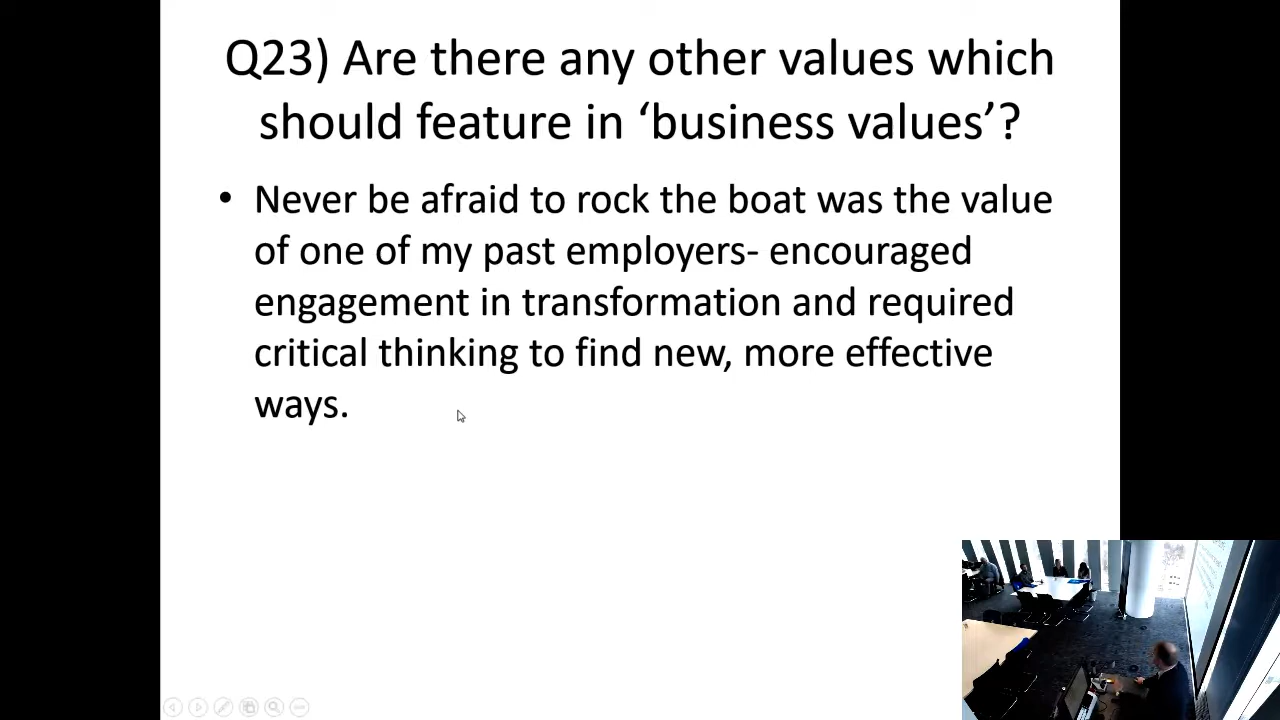 Q23) Are there any other values which
should feature in ‘business values’?
• Never be afraid to rock the boat was the value
of one of my past employers- encouraged
engagement in transformation and required
critical thinking to find new, more effective
ways.